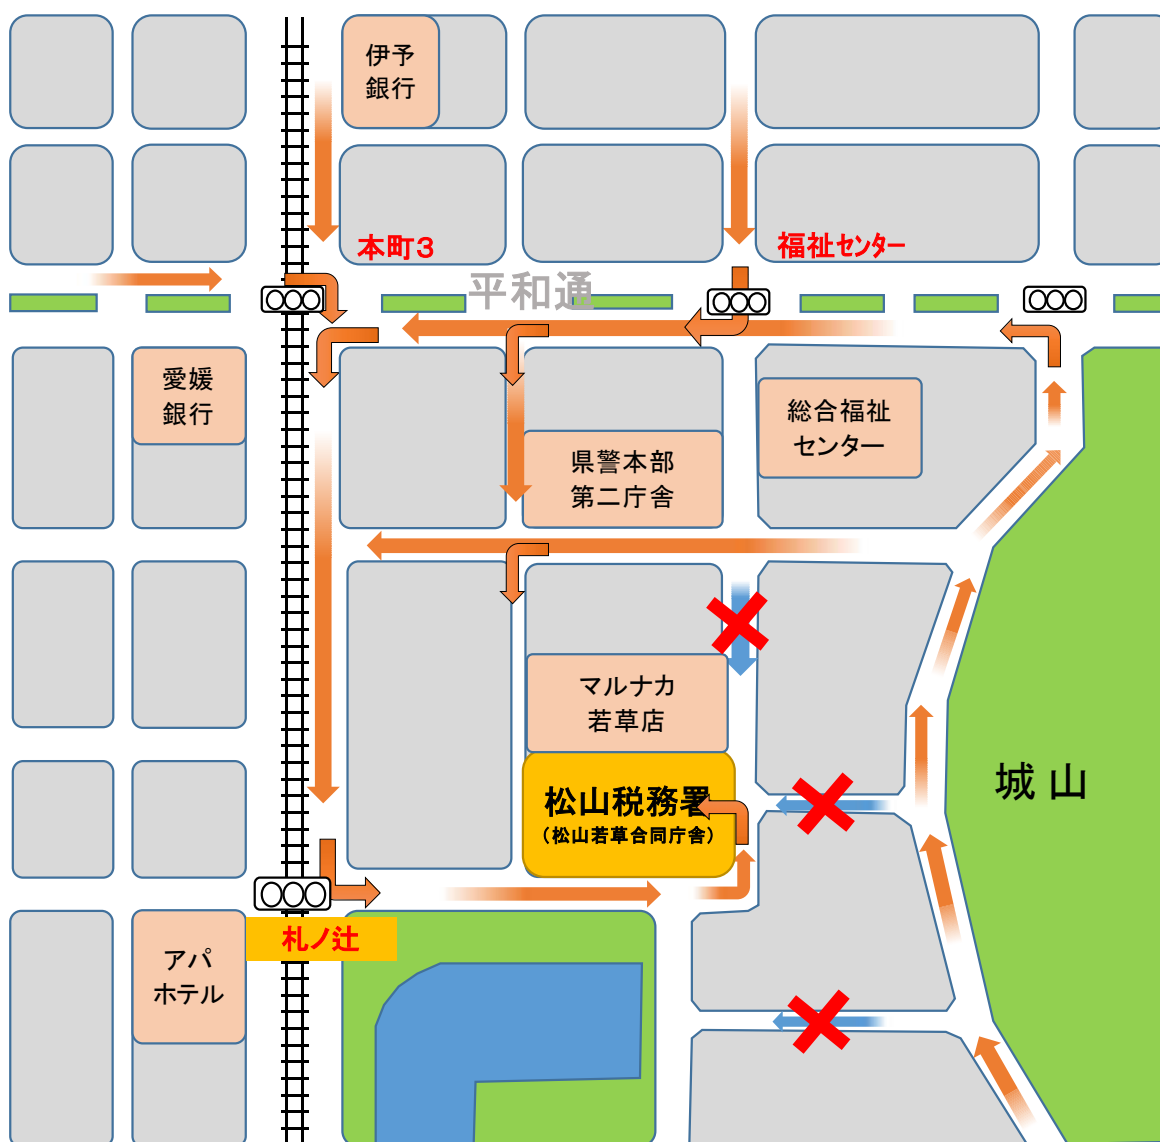 伊予
銀行
本町3
福祉センター
平和通
愛媛
銀行
総合福祉
センター
県警本部
第二庁舎
マルナカ
若草店
松山税務署
(松山若草合同庁舎)
城山
札ノ辻
アパ
ホテル